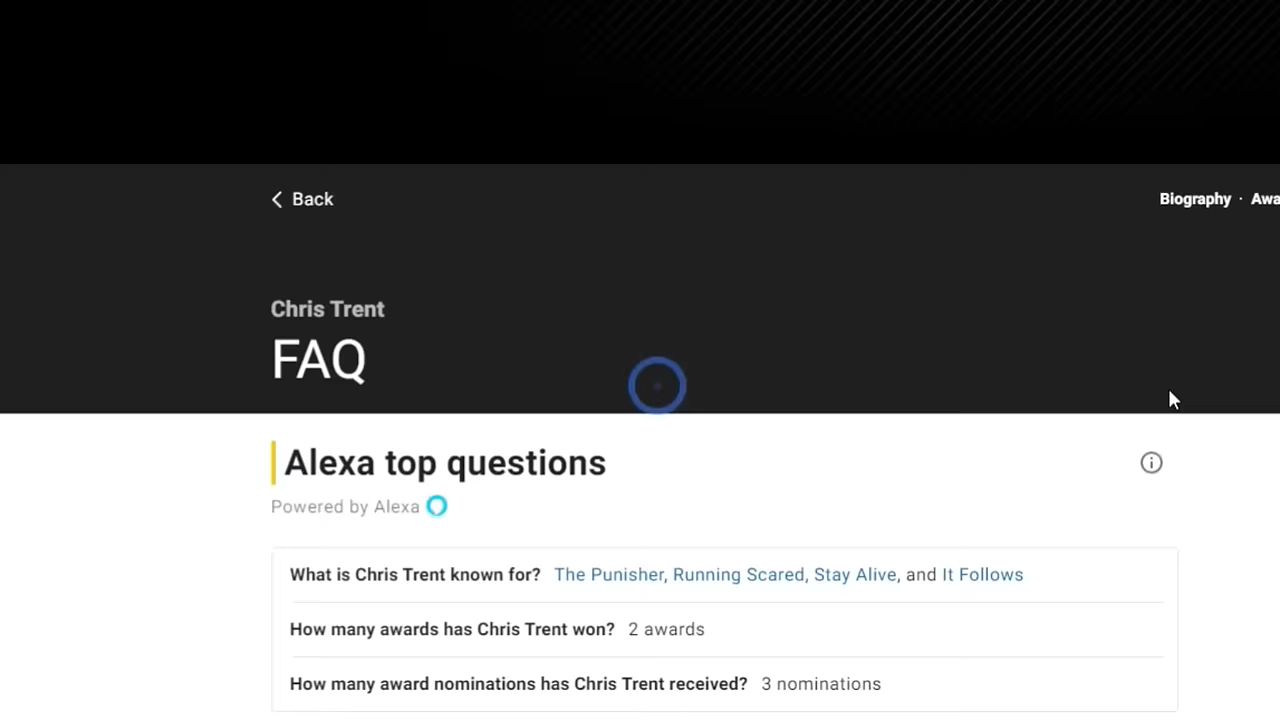 Back
Biography · Awa
Chris Trent
FAQ
Alexa top questions
Powered by Alexa
What is Chris Trent known for? The Punisher, Running Scared, Stay Alive, and It Follows
How many awards has Chris Trent won? 2 awards
How many award nominations has Chris Trent received? 3 nominations